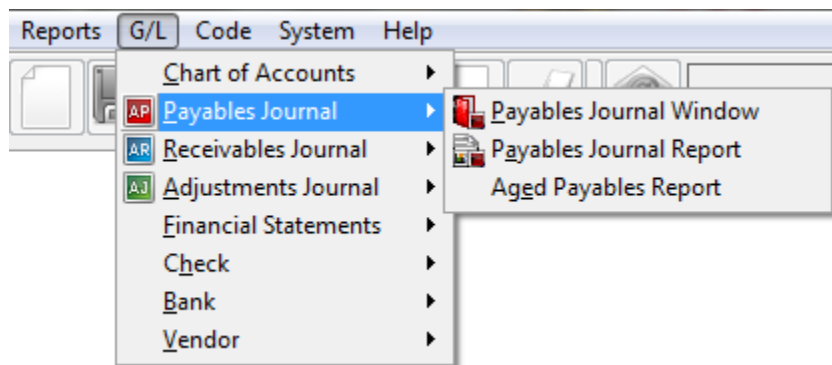 Reports G/L Code System Help
Chart of Accounts
AP Payables Journal
AR Receivables Journal
AJ Adjustments Journal
Financial Statements
Check
Bank
Vendor
Payables Journal Window
Payables Journal Report
Aged Payables Report